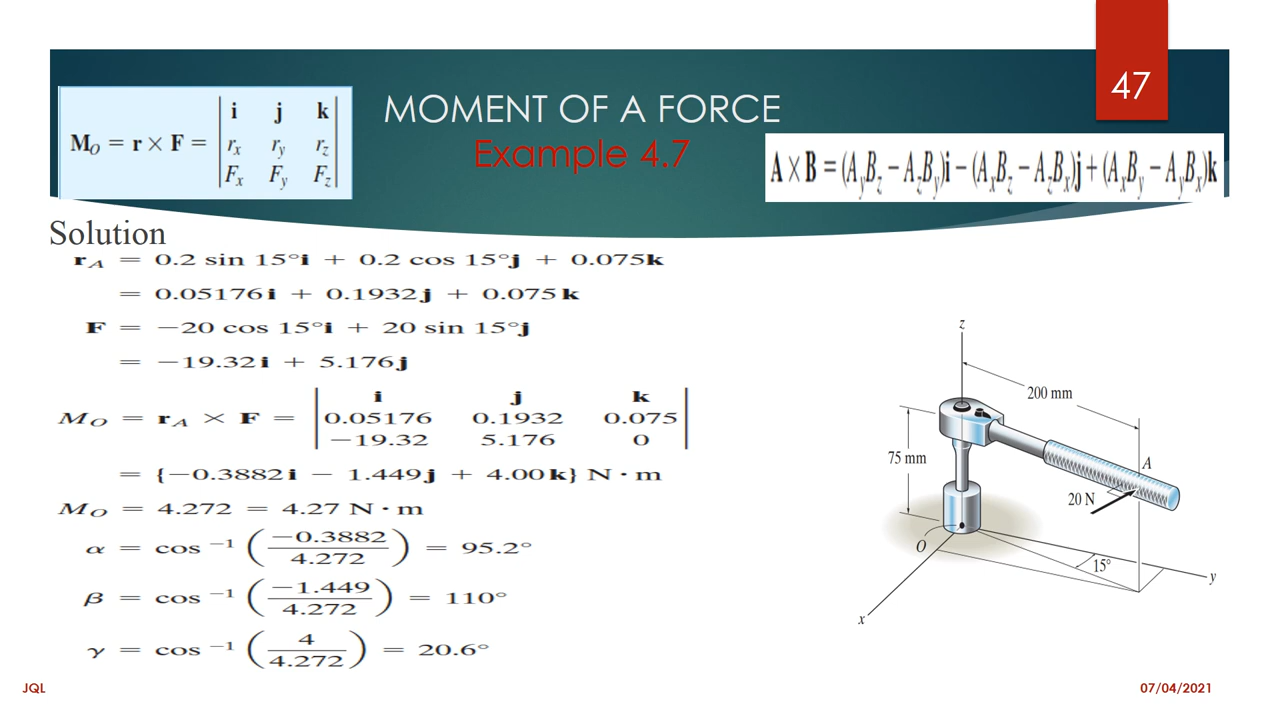 47
MOMENT OF A FORCE
Example 4.7
M_O = r × F = | i j k |
| r_x r_y r_z |
| F_x F_y F_z |
A × B = (A_yB_z − A_zB_y)i − (A_xB_z − A_zB_x)j + (A_xB_y − A_yB_x)k
Solution
r_A = 0.2 sin 15°i + 0.2 cos 15°j + 0.075k
= 0.05176i + 0.1932j + 0.075k
F = −20 cos 15°i + 20 sin 15°j
= −19.32i + 5.176j
M_O = r_A × F = | i j k |
| 0.05176 0.1932 0.075 |
| −19.32 5.176 0 |
= {−0.3882i − 1.449j + 4.00k} N · m
M_O = 4.272 = 4.27 N · m
α = cos −1 (−0.3882 / 4.272) = 95.2°
β = cos −1 (−1.449 / 4.272) = 110°
γ = cos −1 (4 / 4.272) = 20.6°
z
200 mm
75 mm
A
20 N
O
15°
y
x
JQL
07/04/2021